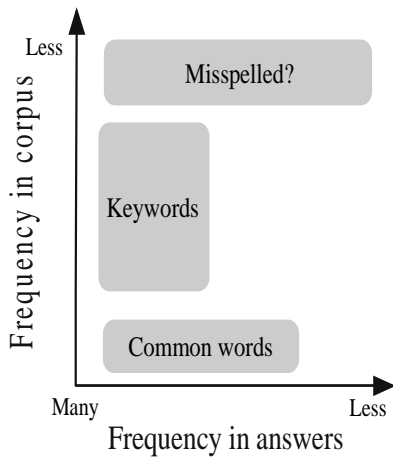 Less
Misspelled?
Frequency in corpus
Keywords
Common words
Many
Less
Frequency in answers